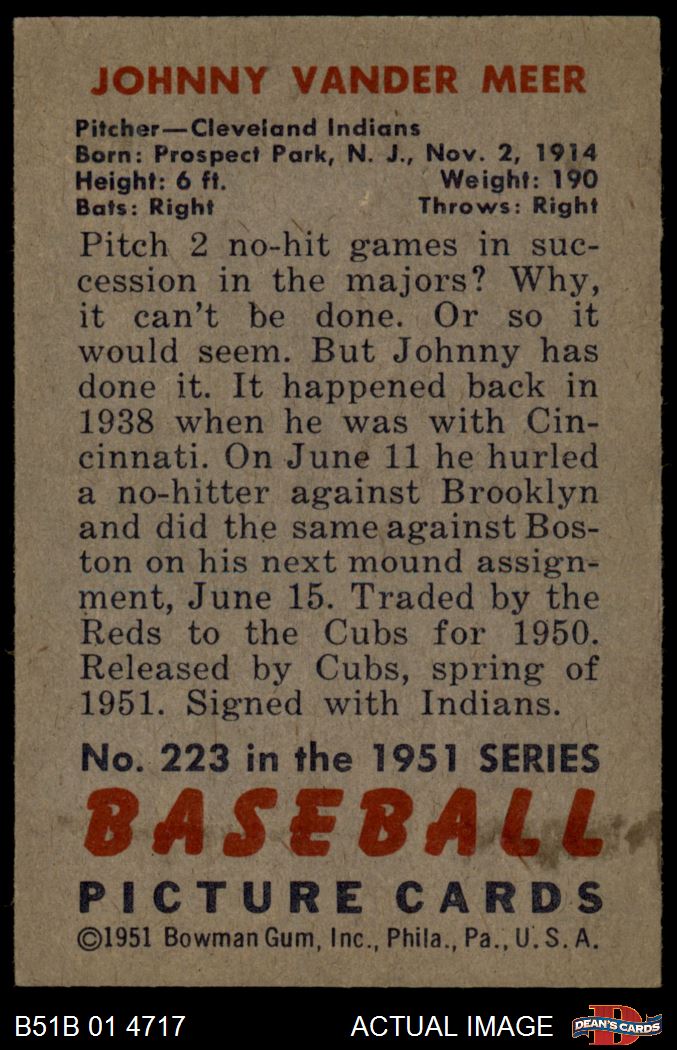 JOHNNY VANDER MEER
Pitcher—Cleveland Indians
Born: Prospect Park, N. J., Nov. 2, 1914
Height: 6 ft. Weight: 190
Bats: Right Throws: Right
Pitch 2 no-hit games in suc-
cession in the majors? Why,
it can't be done. Or so it
would seem. But Johnny has
done it. It happened back in
1938 when he was with Cin-
cinnati. On June 11 he hurled
a no-hitter against Brooklyn
and did the same against Bos-
ton on his next mound assign-
ment, June 15. Traded by the
Reds to the Cubs for 1950.
Released by Cubs, spring of
1951. Signed with Indians.
No. 223 in the 1951 SERIES
BASEBALL
PICTURE CARDS
©1951 Bowman Gum, Inc., Phila., Pa., U. S. A.
B51B 01 4717 ACTUAL IMAGE D DEAN'S CARDS